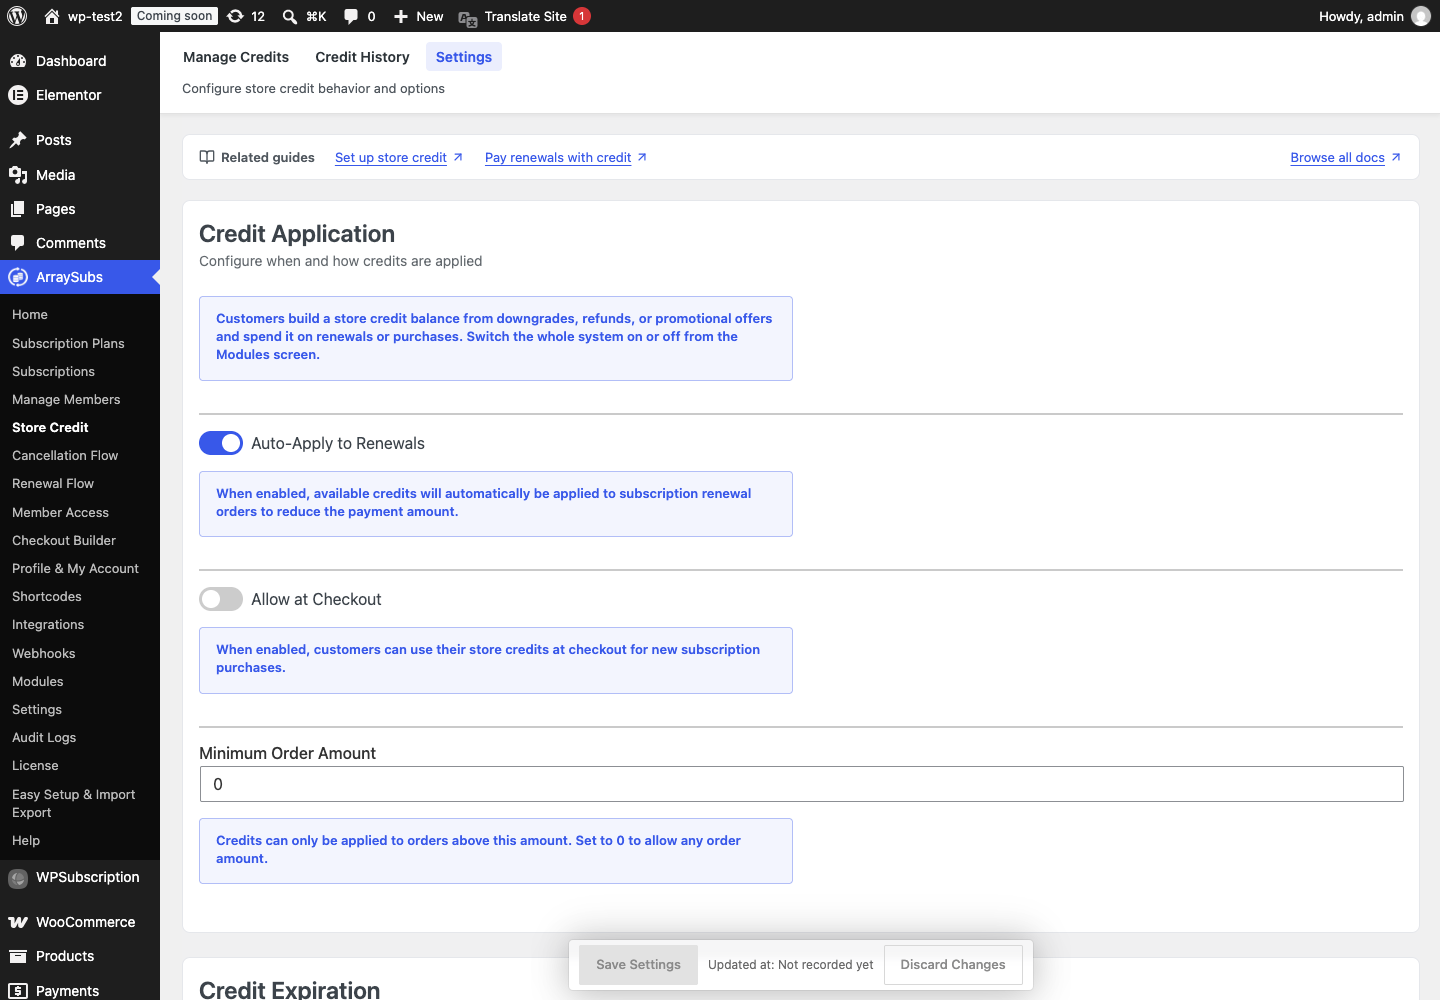 wp-test2
Coming soon
12
⌘K
0
New
Translate Site
1
Howdy, admin
Dashboard
Elementor
Posts
Media
Pages
Comments
ArraySubs
Home
Subscription Plans
Subscriptions
Manage Members
Store Credit
Cancellation Flow
Renewal Flow
Member Access
Checkout Builder
Profile & My Account
Shortcodes
Integrations
Webhooks
Modules
Settings
Audit Logs
License
Easy Setup & Import
Export
Help
WPSubscription
WooCommerce
Products
Payments
Manage Credits
Credit History
Settings
Configure store credit behavior and options
Related guides
Set up store credit
Pay renewals with credit
Browse all docs
Credit Application
Configure when and how credits are applied
Customers build a store credit balance from downgrades, refunds, or promotional offers
and spend it on renewals or purchases. Switch the whole system on or off from the
Modules screen.
Auto-Apply to Renewals
When enabled, available credits will automatically be applied to subscription renewal
orders to reduce the payment amount.
Allow at Checkout
When enabled, customers can use their store credits at checkout for new subscription
purchases.
Minimum Order Amount
0
Credits can only be applied to orders above this amount. Set to 0 to allow any order
amount.
Save Settings
Updated at: Not recorded yet
Discard Changes
Credit Expiration